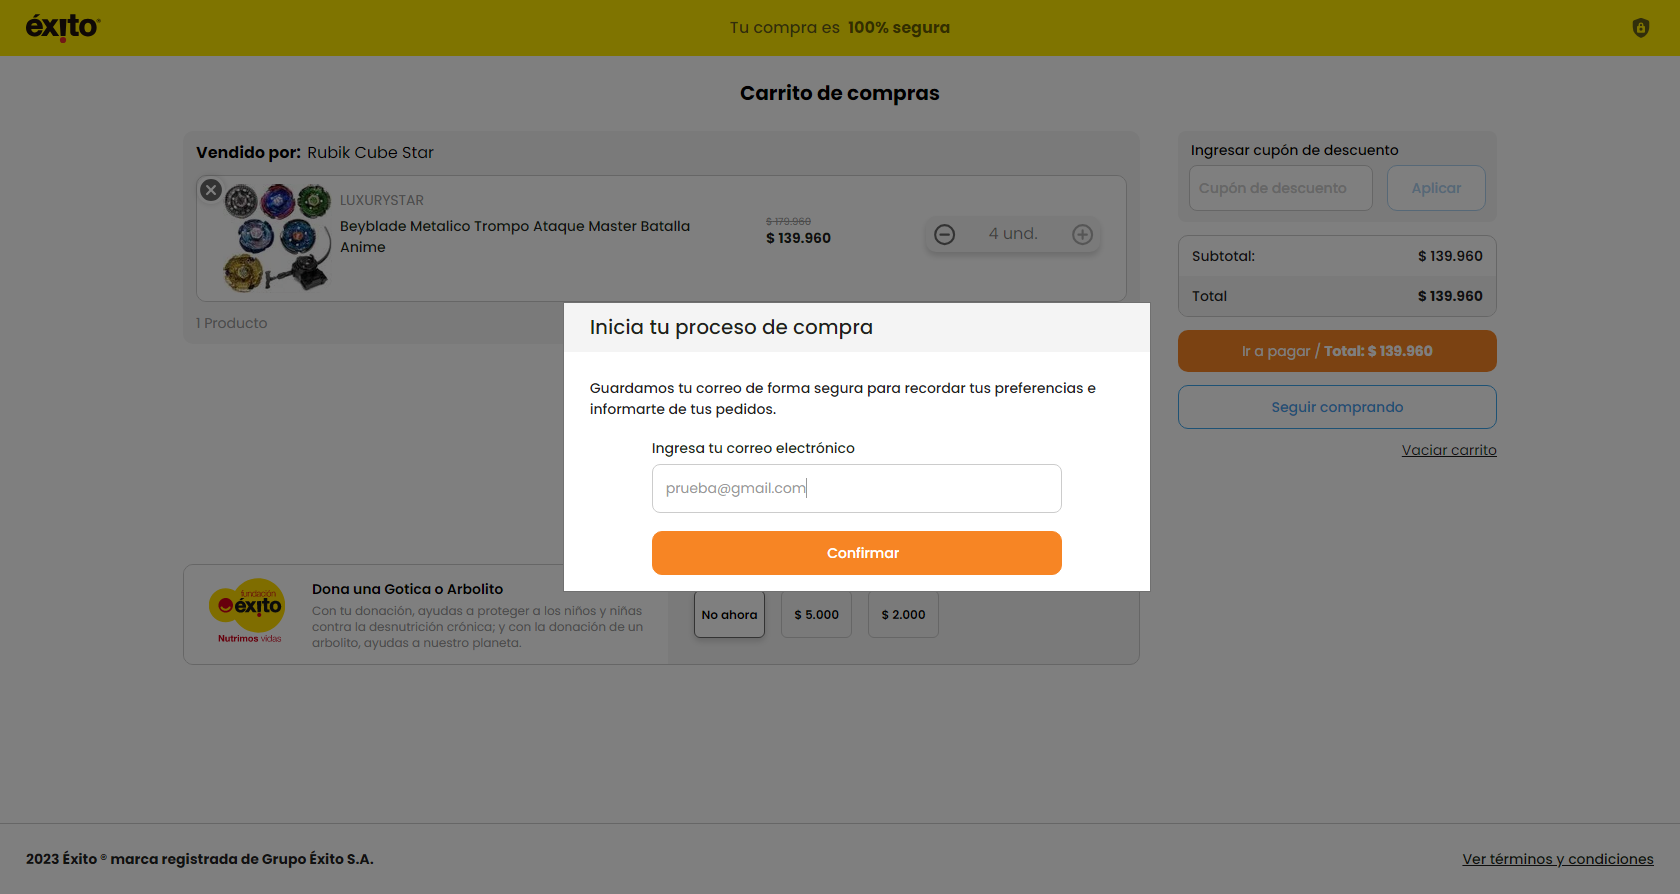 éxito
Tu compra es 100% segura
Carrito de compras
Vendido por: Rubik Cube Star
LUXURYSTAR
Beyblade Metalico Trompo Ataque Master Batalla
Anime
$ 179.960
$ 139.960
4 und.
1 Producto
Ingresar cupón de descuento
Cupón de descuento
Aplicar
Subtotal: $ 139.960
Total $ 139.960
Ir a pagar / Total: $ 139.960
Seguir comprando
Vaciar carrito
Inicia tu proceso de compra
Guardamos tu correo de forma segura para recordar tus preferencias e
informarte de tus pedidos.
Ingresa tu correo electrónico
prueba@gmail.com
Confirmar
fundación
éxito
Nutrimos vidas
Dona una Gotica o Arbolito
Con tu donación, ayudas a proteger a los niños y niñas
contra la desnutrición crónica; y con la donación de un
arbolito, ayudas a nuestro planeta.
No ahora
$ 5.000
$ 2.000
2023 Éxito ® marca registrada de Grupo Éxito S.A.
Ver términos y condiciones